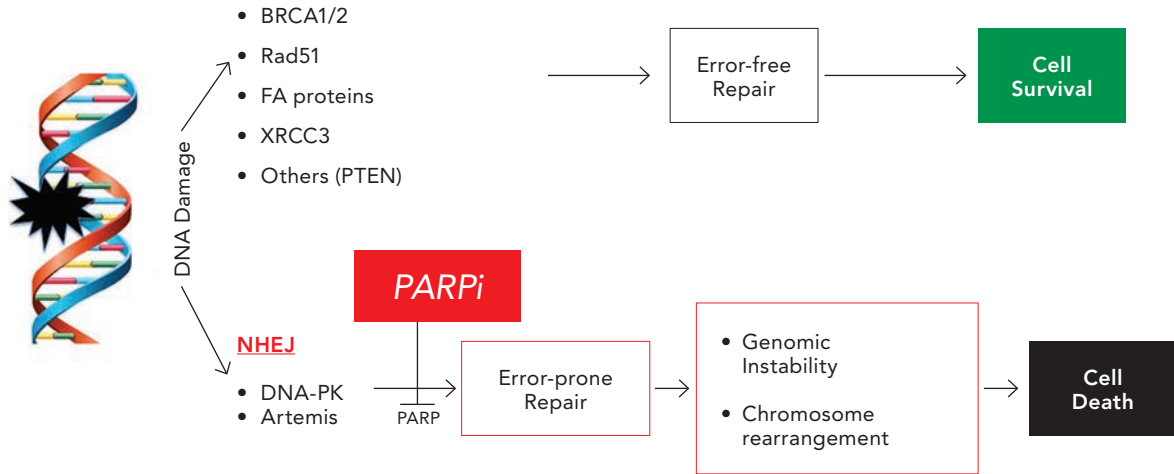 DNA Damage
• BRCA1/2
• Rad51
• FA proteins
• XRCC3
• Others (PTEN)
Error-free
Repair
Cell
Survival
PARPi
NHEJ
• DNA-PK
• Artemis
PARP
Error-prone
Repair
• Genomic
Instability
• Chromosome
rearrangement
Cell
Death